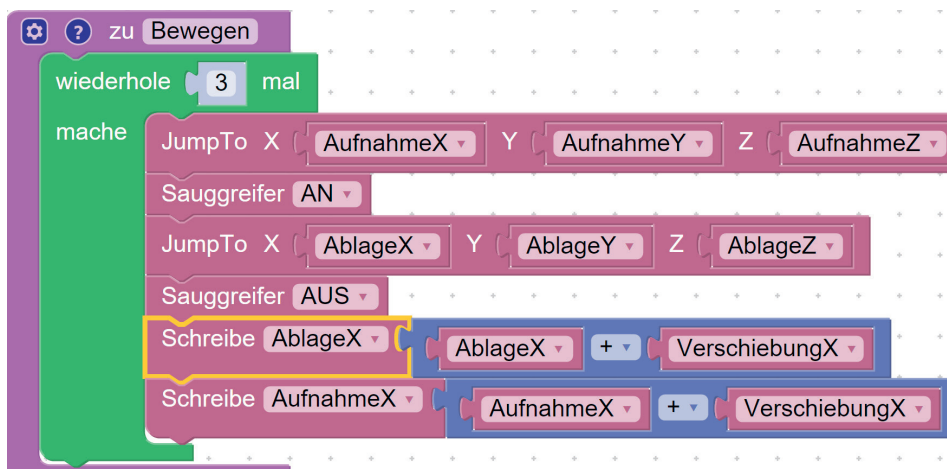 ? zu Bewegen
wiederhole 3 mal
mache JumpTo X AufnahmeX Y AufnahmeY Z AufnahmeZ
Sauggreifer AN
JumpTo X AblageX Y AblageY Z AblageZ
Sauggreifer AUS
Schreibe AblageX AblageX + VerschiebungX
Schreibe AufnahmeX AufnahmeX + VerschiebungX